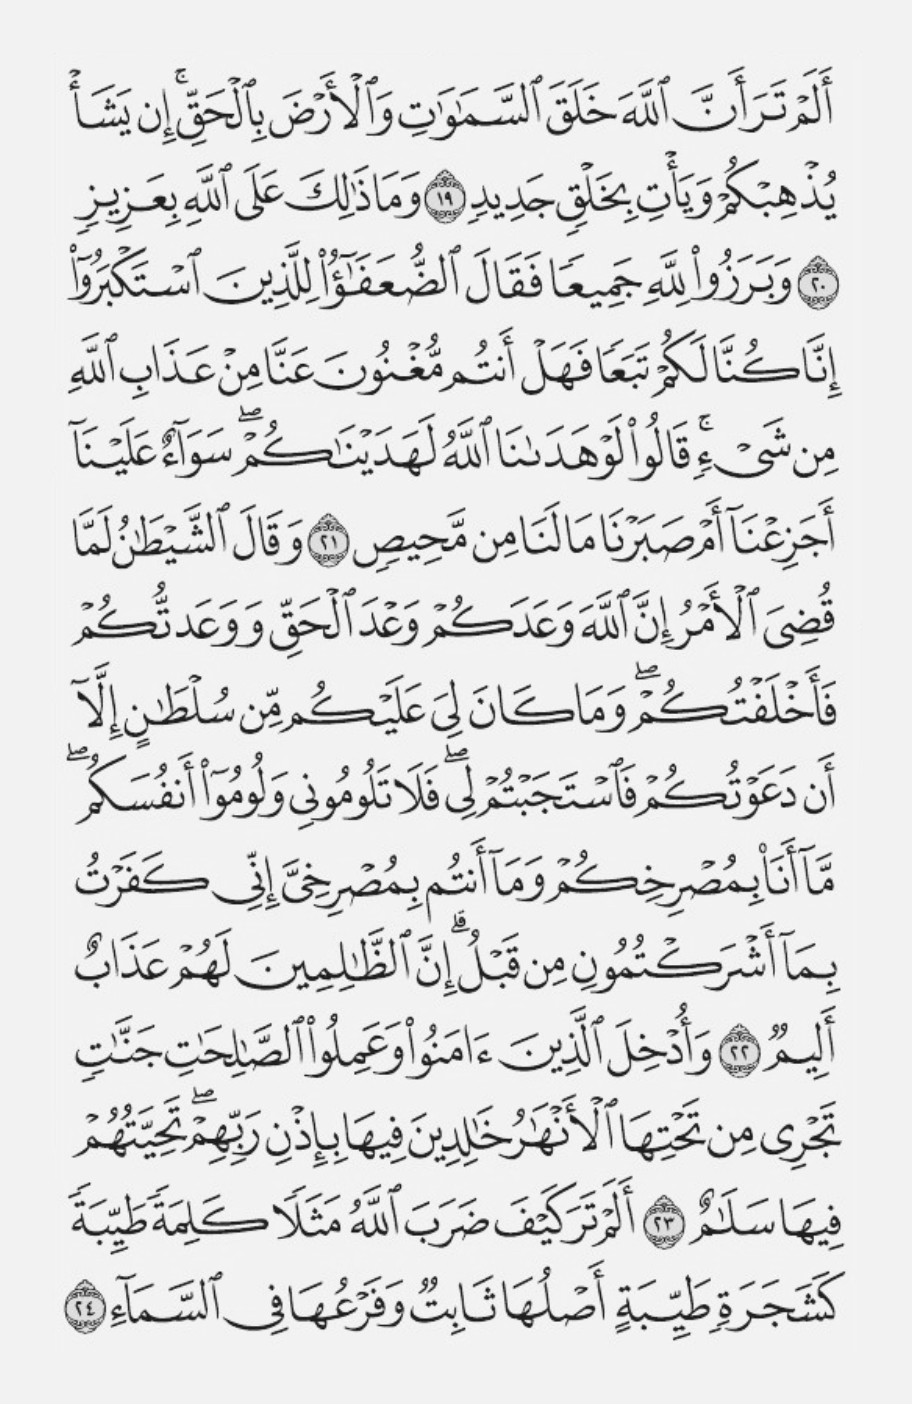 أَلَمْ تَرَ أَنَّ ٱللَّهَ خَلَقَ ٱلسَّمَٰوَٰتِ وَٱلْأَرْضَ بِٱلْحَقِّ ۚ إِن يَشَأْ
يُذْهِبْكُمْ وَيَأْتِ بِخَلْقٍ جَدِيدٍ ١٩ وَمَا ذَٰلِكَ عَلَى ٱللَّهِ بِعَزِيزٍ
٢٠ وَبَرَزُوا۟ لِلَّهِ جَمِيعًا فَقَالَ ٱلضُّعَفَٰٓؤُا۟ لِلَّذِينَ ٱسْتَكْبَرُوٓا۟
إِنَّا كُنَّا لَكُمْ تَبَعًا فَهَلْ أَنتُم مُّغْنُونَ عَنَّا مِنْ عَذَابِ ٱللَّهِ
مِن شَىْءٍ ۚ قَالُوا۟ لَوْ هَدَىٰنَا ٱللَّهُ لَهَدَيْنَٰكُمْ ۖ سَوَآءٌ عَلَيْنَآ
أَجَزِعْنَآ أَمْ صَبَرْنَا مَا لَنَا مِن مَّحِيصٍ ٢١ وَقَالَ ٱلشَّيْطَٰنُ لَمَّا
قُضِىَ ٱلْأَمْرُ إِنَّ ٱللَّهَ وَعَدَكُمْ وَعْدَ ٱلْحَقِّ وَوَعَدتُّكُمْ
فَأَخْلَفْتُكُمْ ۖ وَمَا كَانَ لِىَ عَلَيْكُم مِّن سُلْطَٰنٍ إِلَّآ
أَن دَعَوْتُكُمْ فَٱسْتَجَبْتُمْ لِى ۖ فَلَا تَلُومُونِى وَلُومُوٓا۟ أَنفُسَكُم ۖ
مَّآ أَنَا۠ بِمُصْرِخِكُمْ وَمَآ أَنتُم بِمُصْرِخِىَّ إِنِّى كَفَرْتُ
بِمَآ أَشْرَكْتُمُونِ مِن قَبْلُ ۗ إِنَّ ٱلظَّٰلِمِينَ لَهُمْ عَذَابٌ
أَلِيمٌ ٢٢ وَأُدْخِلَ ٱلَّذِينَ ءَامَنُوا۟ وَعَمِلُوا۟ ٱلصَّٰلِحَٰتِ جَنَّٰتٍ
تَجْرِى مِن تَحْتِهَا ٱلْأَنْهَٰرُ خَٰلِدِينَ فِيهَا بِإِذْنِ رَبِّهِمْ ۖ تَحِيَّتُهُمْ
فِيهَا سَلَٰمٌ ٢٣ أَلَمْ تَرَ كَيْفَ ضَرَبَ ٱللَّهُ مَثَلًا كَلِمَةً طَيِّبَةً
كَشَجَرَةٍ طَيِّبَةٍ أَصْلُهَا ثَابِتٌ وَفَرْعُهَا فِى ٱلسَّمَآءِ ٢٤